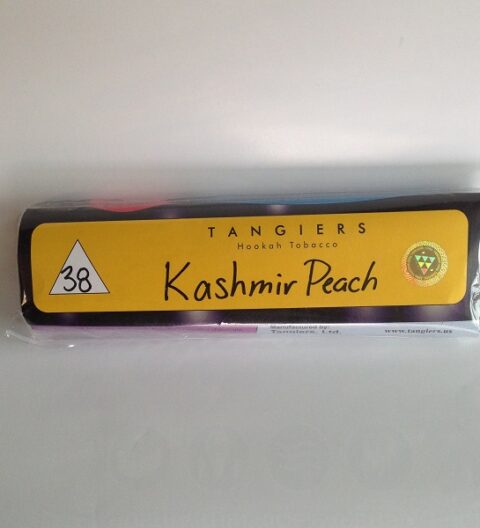 TANGIERS
Hookah Tobacco
38
Kashmir Peach
Manufactured by:
Tangiers, Ltd
www.tangiers.us